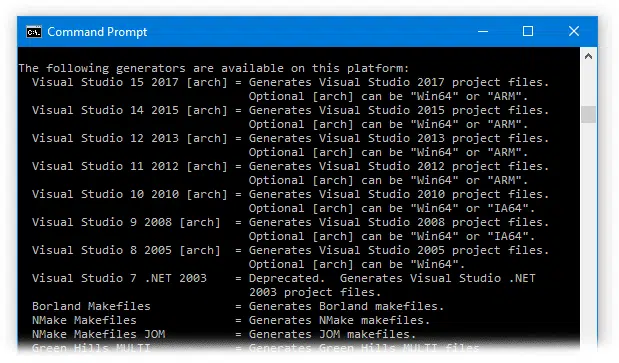 Command Prompt
The following generators are available on this platform:
Visual Studio 15 2017 [arch] = Generates Visual Studio 2017 project files.
Optional [arch] can be "Win64" or "ARM".
Visual Studio 14 2015 [arch] = Generates Visual Studio 2015 project files.
Optional [arch] can be "Win64" or "ARM".
Visual Studio 12 2013 [arch] = Generates Visual Studio 2013 project files.
Optional [arch] can be "Win64" or "ARM".
Visual Studio 11 2012 [arch] = Generates Visual Studio 2012 project files.
Optional [arch] can be "Win64" or "ARM".
Visual Studio 10 2010 [arch] = Generates Visual Studio 2010 project files.
Optional [arch] can be "Win64" or "IA64".
Visual Studio 9 2008 [arch] = Generates Visual Studio 2008 project files.
Optional [arch] can be "Win64" or "IA64".
Visual Studio 8 2005 [arch] = Generates Visual Studio 2005 project files.
Optional [arch] can be "Win64".
Visual Studio 7 .NET 2003 = Deprecated. Generates Visual Studio .NET
2003 project files.
Borland Makefiles = Generates Borland makefiles.
NMake Makefiles = Generates NMake makefiles.
NMake Makefiles JOM = Generates JOM makefiles.
Green Hills MULTI = Generates Green Hills MULTI files